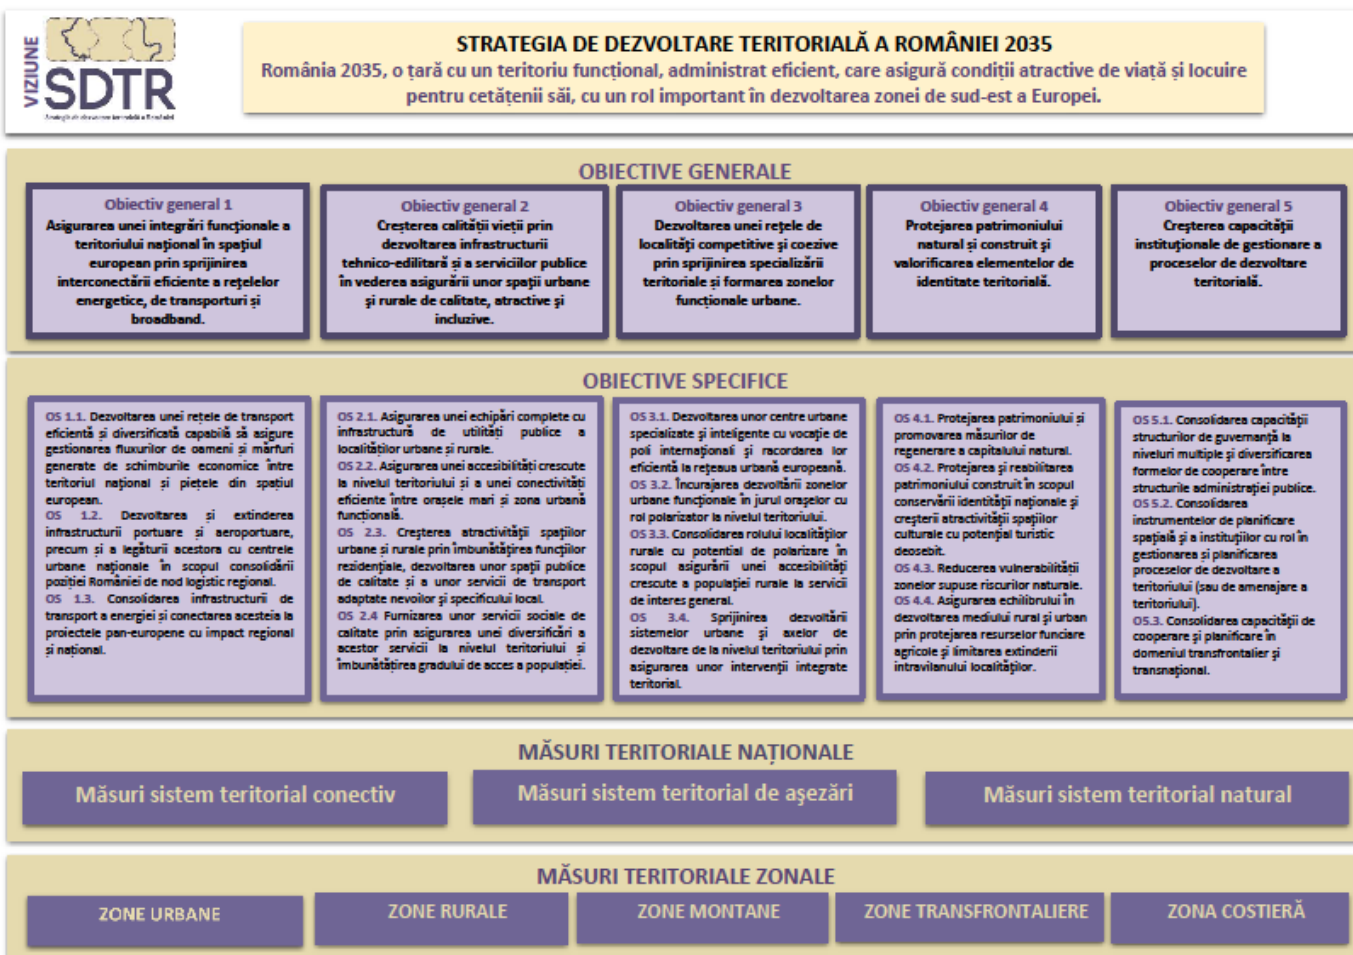 VIZIUNE
SDTR
Strategia de dezvoltare teritorială a României
STRATEGIA DE DEZVOLTARE TERITORIALĂ A ROMÂNIEI 2035
România 2035, o țară cu un teritoriu funcțional, administrat eficient, care asigură condiții atractive de viață și locuire
pentru cetățenii săi, cu un rol important în dezvoltarea zonei de sud-est a Europei.
OBIECTIVE GENERALE
Obiectiv general 1
Asigurarea unei integrări funcționale a
teritoriului național în spațiul
european prin sprijinirea
interconectării eficiente a rețelelor
energetice, de transporturi și
broadband.
Obiectiv general 2
Creșterea calității vieții prin
dezvoltarea infrastructurii
tehnico-edilitară și a serviciilor publice
în vederea asigurării unor spații urbane
și rurale de calitate, atractive și
incluzive.
Obiectiv general 3
Dezvoltarea unei rețele de
localități competitive și coezive
prin sprijinirea specializării
teritoriale și formarea zonelor
funcționale urbane.
Obiectiv general 4
Protejarea patrimoniului
natural și construit și
valorificarea elementelor de
identitate teritorială.
Obiectiv general 5
Creșterea capacității
instituționale de gestionare a
proceselor de dezvoltare
teritorială.
OBIECTIVE SPECIFICE
OS 1.1. Dezvoltarea unei rețele de transport
eficientă și diversificată capabilă să asigure
gestionarea fluxurilor de oameni și mărfuri
generate de schimburile economice între
teritoriul național și piețele din spațiul
european.
OS 1.2. Dezvoltarea și extinderea
infrastructurii portuare și aeroportuare,
precum și a legăturii acestora cu centrele
urbane naționale în scopul consolidării
poziției României de nod logistic regional.
OS 1.3. Consolidarea infrastructurii de
transport a energiei și conectarea acesteia la
proiectele pan-europene cu impact regional
și național.
OS 2.1. Asigurarea unei echipări complete cu
infrastructură de utilități publice a
localităților urbane și rurale.
OS 2.2. Asigurarea unei accesibilități crescute
la nivelul teritoriului și a unei conectivități
eficiente între orașele mari și zona urbană
funcțională.
OS 2.3. Creșterea atractivității spațiilor
urbane și rurale prin îmbunătățirea funcțiilor
rezidențiale, dezvoltarea unor spații publice
de calitate și a unor servicii de transport
adaptate nevoilor și specificului local.
OS 2.4 Furnizarea unor servicii sociale de
calitate prin asigurarea unei diversificări a
acestor servicii la nivelul teritoriului și
îmbunătățirea gradului de acces a populației.
OS 3.1. Dezvoltarea unor centre urbane
specializate și inteligente cu vocație de
poli internaționali și racordarea lor
eficientă la rețeaua urbană europeană.
OS 3.2. Încurajarea dezvoltării zonelor
urbane funcționale în jurul orașelor cu
rol polarizator la nivelul teritoriului.
OS 3.3. Consolidarea rolului localităților
rurale cu potential de polarizare în
scopul asigurării unei accesibilități
crescute a populației rurale la servicii
de interes general.
OS 3.4. Sprijinirea dezvoltării
sistemelor urbane și axelor de
dezvoltare de la nivelul teritoriului prin
asigurarea unor intervenții integrate
teritorial.
OS 4.1. Protejarea patrimoniului și
promovarea măsurilor de
regenerare a capitalului natural.
OS 4.2. Protejarea și reabilitarea
patrimoniului construit în scopul
conservării identității naționale și
creșterii atractivității spațiilor
culturale cu potențial turistic
deosebit.
OS 4.3. Reducerea vulnerabilității
zonelor supuse riscurilor naturale.
OS 4.4. Asigurarea echilibrului în
dezvoltarea mediului rural și urban
prin protejarea resurselor funciare
agricole și limitarea extinderii
intravilanului localităților.
OS 5.1. Consolidarea capacității
structurilor de guvernanță la
niveluri multiple și diversificarea
formelor de cooperare între
structurile administrației publice.
OS 5.2. Consolidarea
instrumentelor de planificare
spațială și a instituțiilor cu rol în
gestionarea și planificarea
proceselor de dezvoltare a
teritoriului (sau de amenajare a
teritoriului).
O5.3. Consolidarea capacității de
cooperare și planificare în
domeniul transfrontalier și
transnațional.
MĂSURI TERITORIALE NAȚIONALE
Măsuri sistem teritorial conectiv
Măsuri sistem teritorial de așezări
Măsuri sistem teritorial natural
MĂSURI TERITORIALE ZONALE
ZONE URBANE
ZONE RURALE
ZONE MONTANE
ZONE TRANSFRONTALIERE
ZONA COSTIERĂ